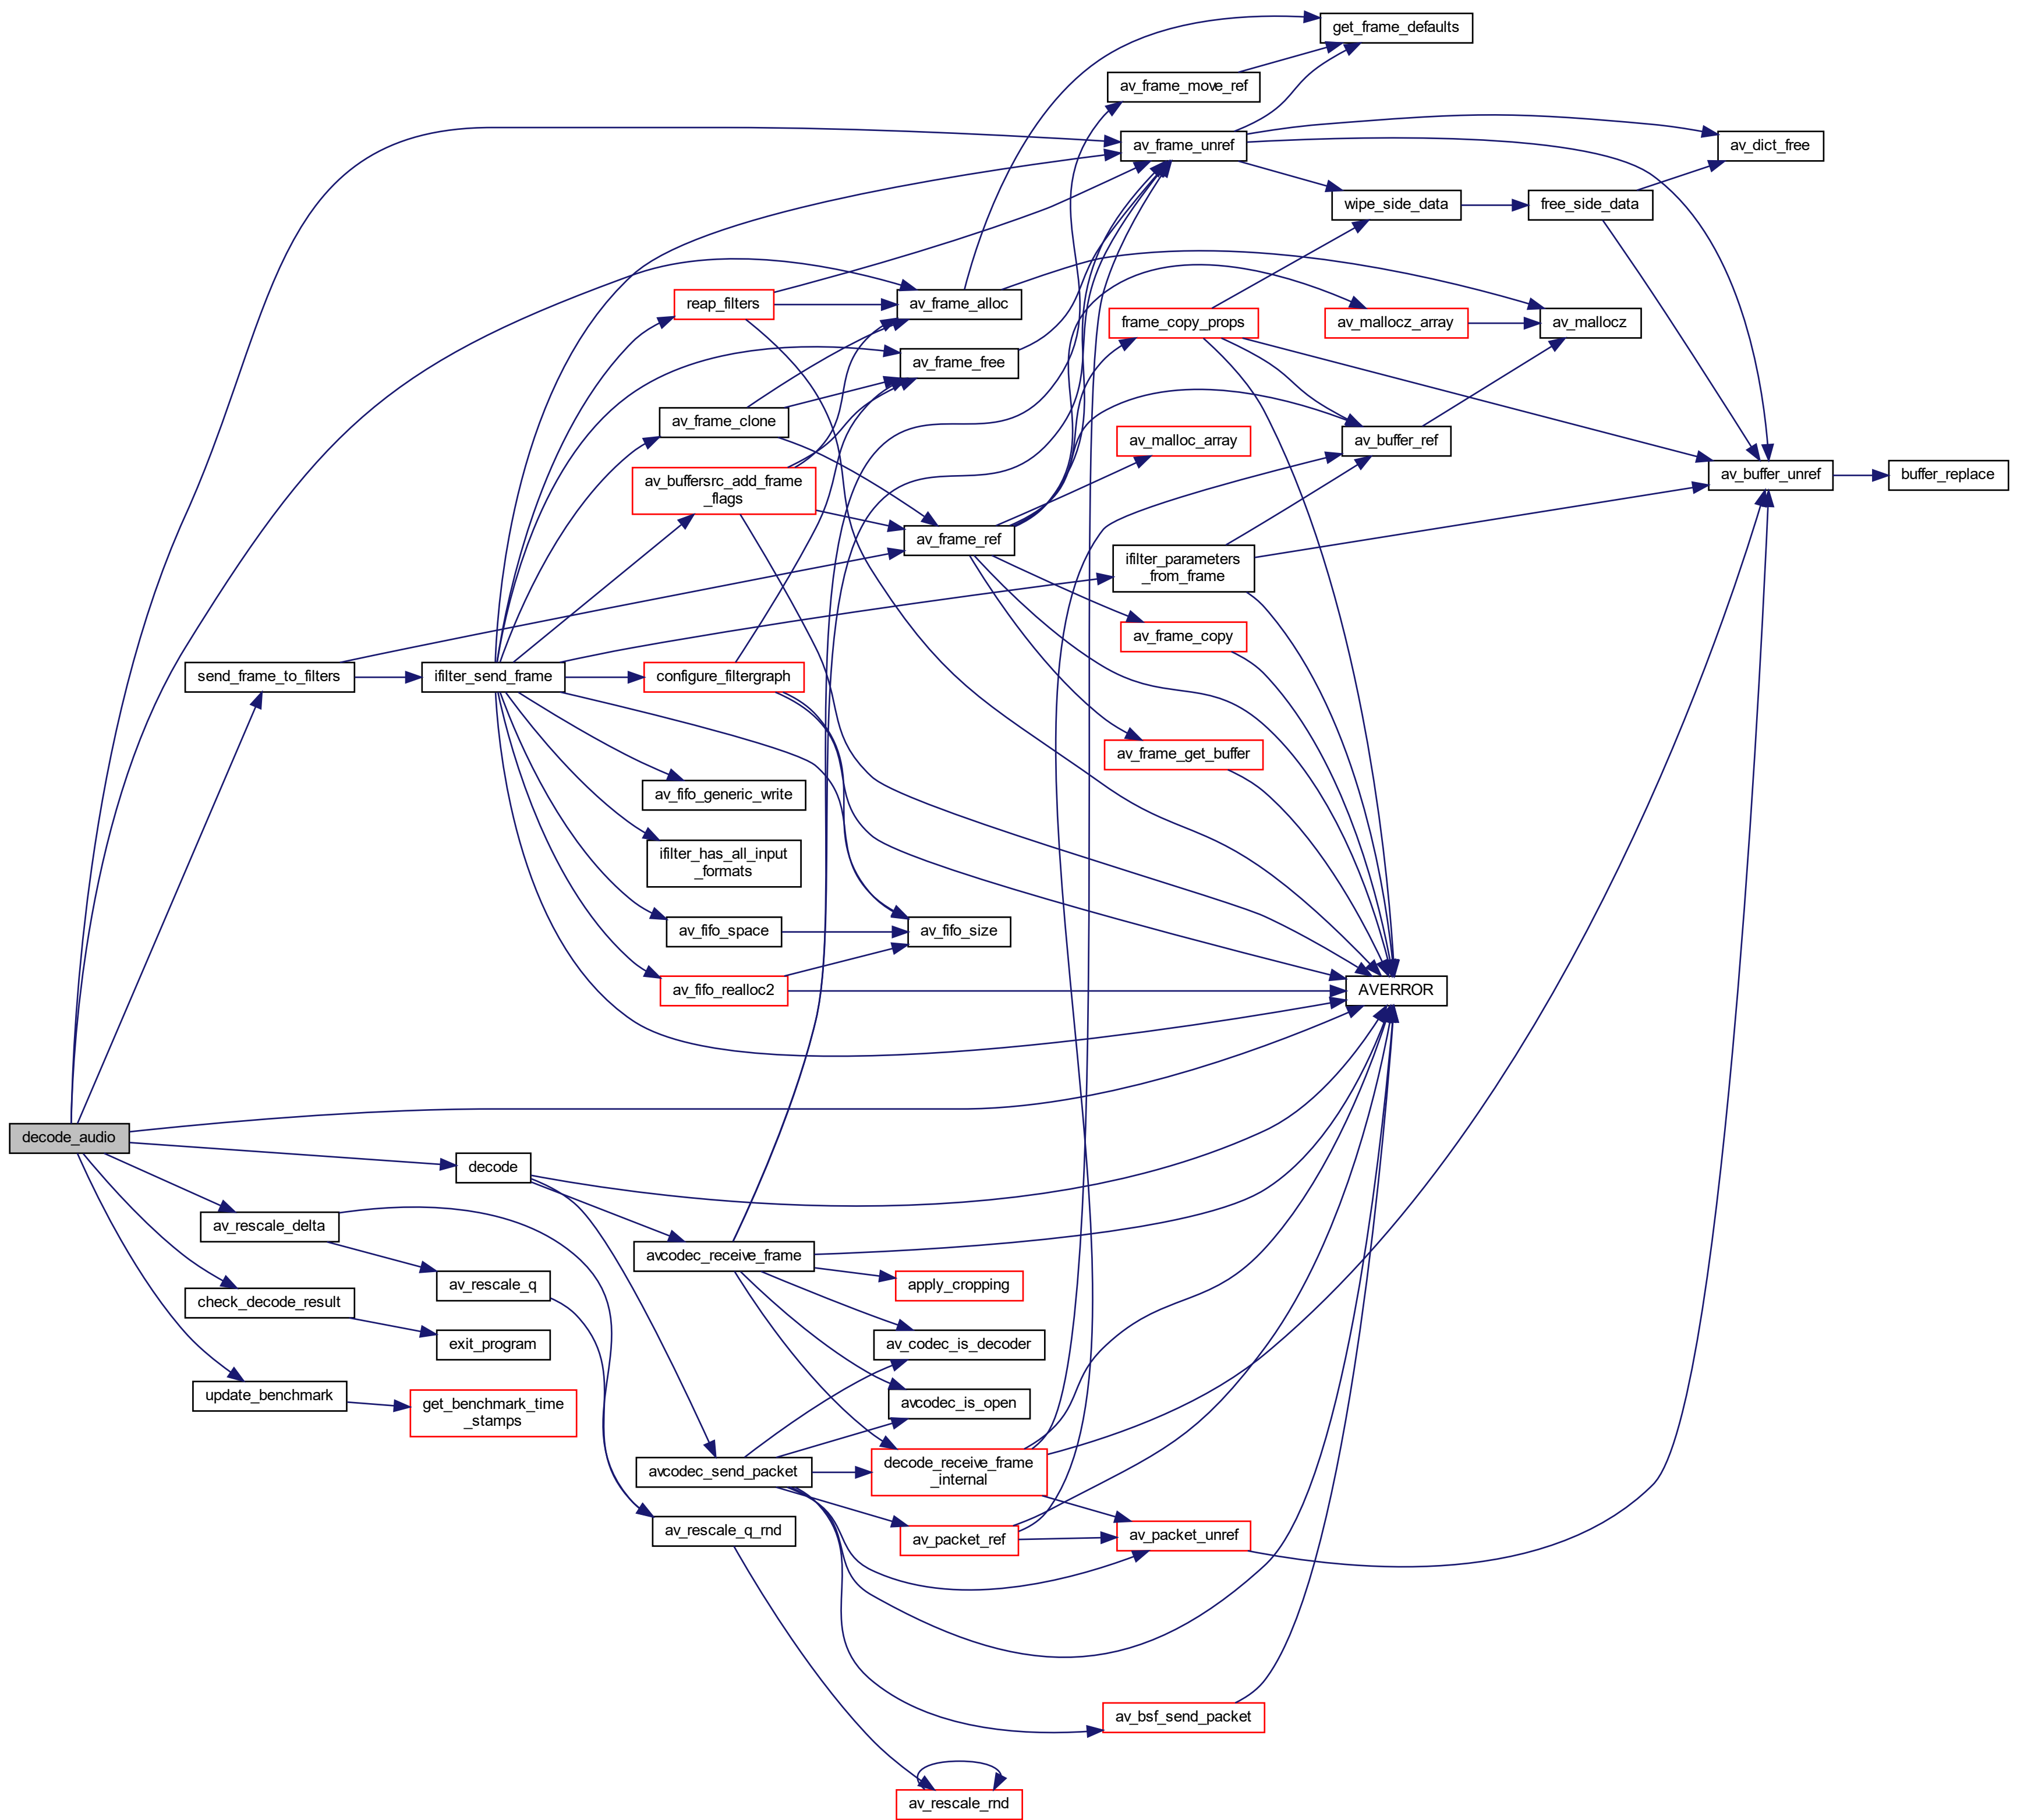 get_frame_defaults
av_frame_move_ref
av_frame_unref
av_dict_free
wipe_side_data
free_side_data
reap_filters
av_frame_alloc
frame_copy_props
av_mallocz_array
av_mallocz
av_frame_free
av_frame_clone
av_malloc_array
av_buffer_ref
av_buffersrc_add_frame
_flags
av_buffer_unref
buffer_replace
av_frame_ref
ifilter_parameters
_from_frame
av_frame_copy
send_frame_to_filters
ifilter_send_frame
configure_filtergraph
av_frame_get_buffer
av_fifo_generic_write
ifilter_has_all_input
_formats
av_fifo_space
av_fifo_size
av_fifo_realloc2
AVERROR
decode_audio
decode
av_rescale_delta
avcodec_receive_frame
av_rescale_q
apply_cropping
check_decode_result
exit_program
av_codec_is_decoder
update_benchmark
get_benchmark_time
_stamps
avcodec_is_open
avcodec_send_packet
decode_receive_frame
_internal
av_rescale_q_rnd
av_packet_ref
av_packet_unref
av_bsf_send_packet
av_rescale_rnd